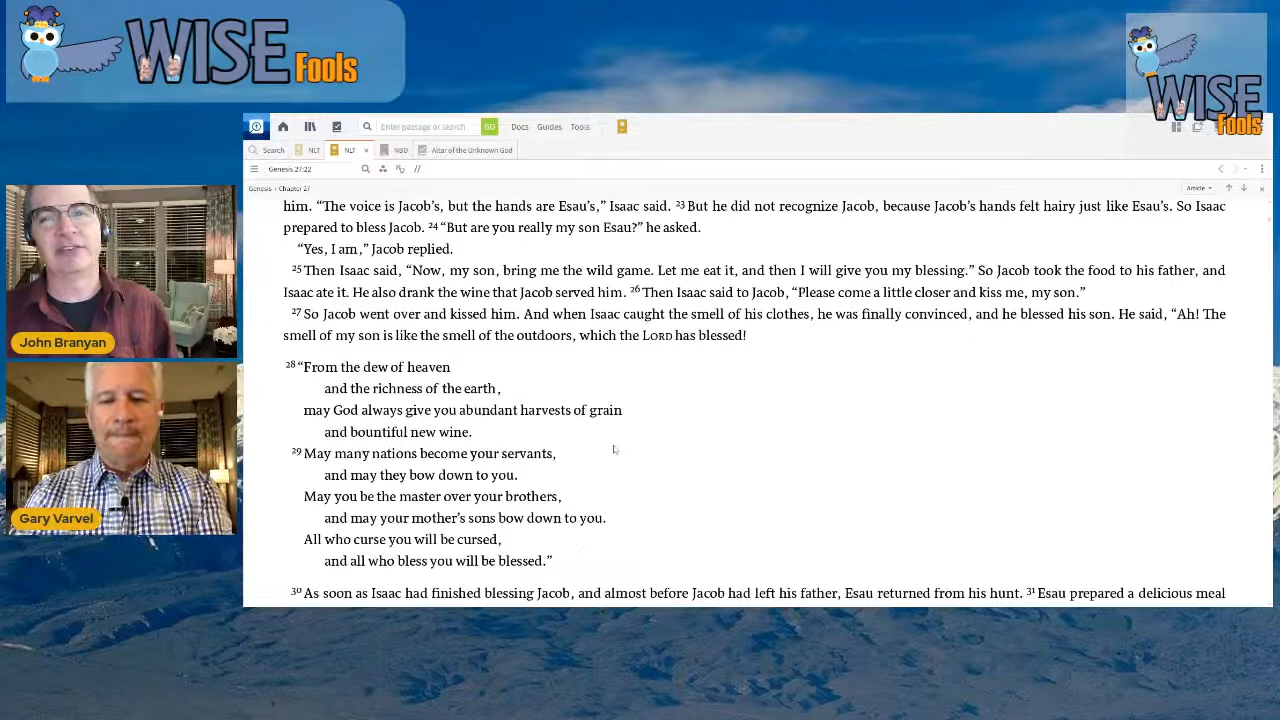 WISE Fools
WISE
Fools
Enter passage or search
GO
Docs Guides Tools
Search NLT NLT × NBD Altar of the Unknown God
Genesis 27:22
Genesis › Chapter 27
Article
him. “The voice is Jacob’s, but the hands are Esau’s,” Isaac said. 23 But he did not recognize Jacob, because Jacob’s hands felt hairy just like Esau’s. So Isaac
prepared to bless Jacob. 24 “But are you really my son Esau?” he asked.
“Yes, I am,” Jacob replied.
25 Then Isaac said, “Now, my son, bring me the wild game. Let me eat it, and then I will give you my blessing.” So Jacob took the food to his father, and
Isaac ate it. He also drank the wine that Jacob served him. 26 Then Isaac said to Jacob, “Please come a little closer and kiss me, my son.”
27 So Jacob went over and kissed him. And when Isaac caught the smell of his clothes, he was finally convinced, and he blessed his son. He said, “Ah! The
smell of my son is like the smell of the outdoors, which the LORD has blessed!
28 “From the dew of heaven
and the richness of the earth,
may God always give you abundant harvests of grain
and bountiful new wine.
29 May many nations become your servants,
and may they bow down to you.
May you be the master over your brothers,
and may your mother’s sons bow down to you.
All who curse you will be cursed,
and all who bless you will be blessed.”
30 As soon as Isaac had finished blessing Jacob, and almost before Jacob had left his father, Esau returned from his hunt. 31 Esau prepared a delicious meal
John Branyan
Gary Varvel